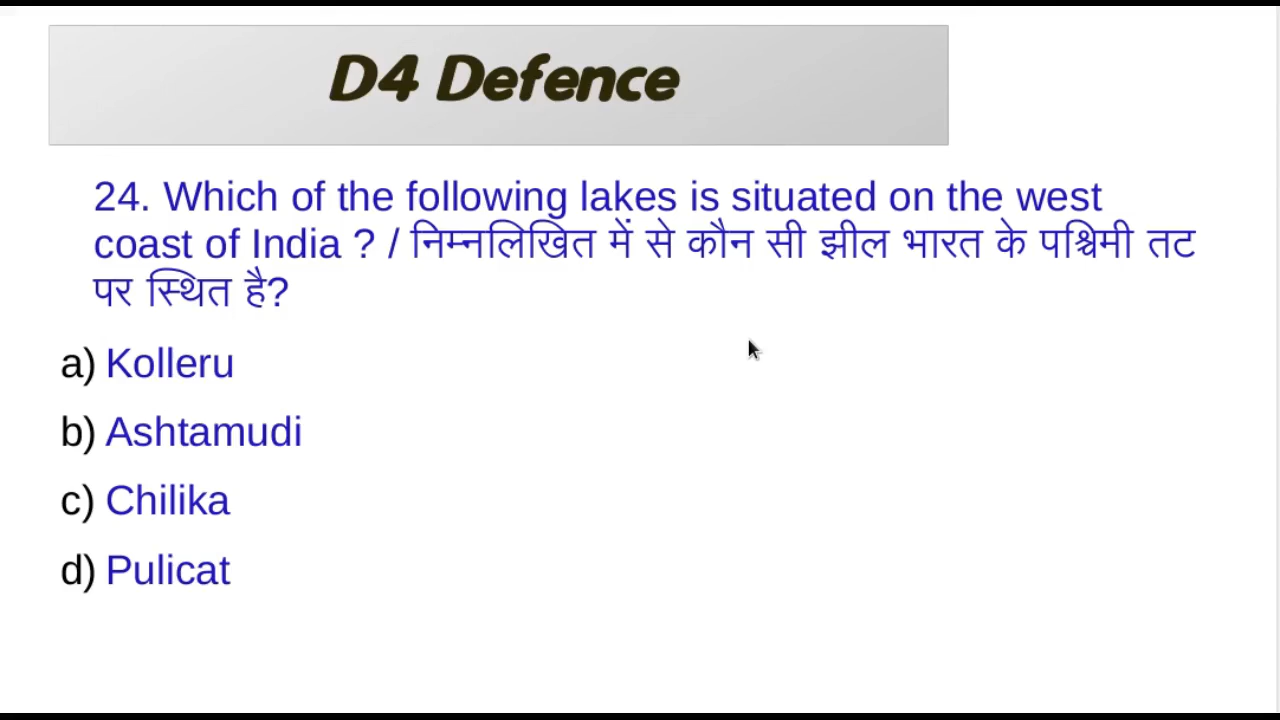 D4 Defence
24. Which of the following lakes is situated on the west
coast of India ? / निम्नलिखित में से कौन सी झील भारत के पश्चिमी तट
पर स्थित है?
a) Kolleru
b) Ashtamudi
c) Chilika
d) Pulicat